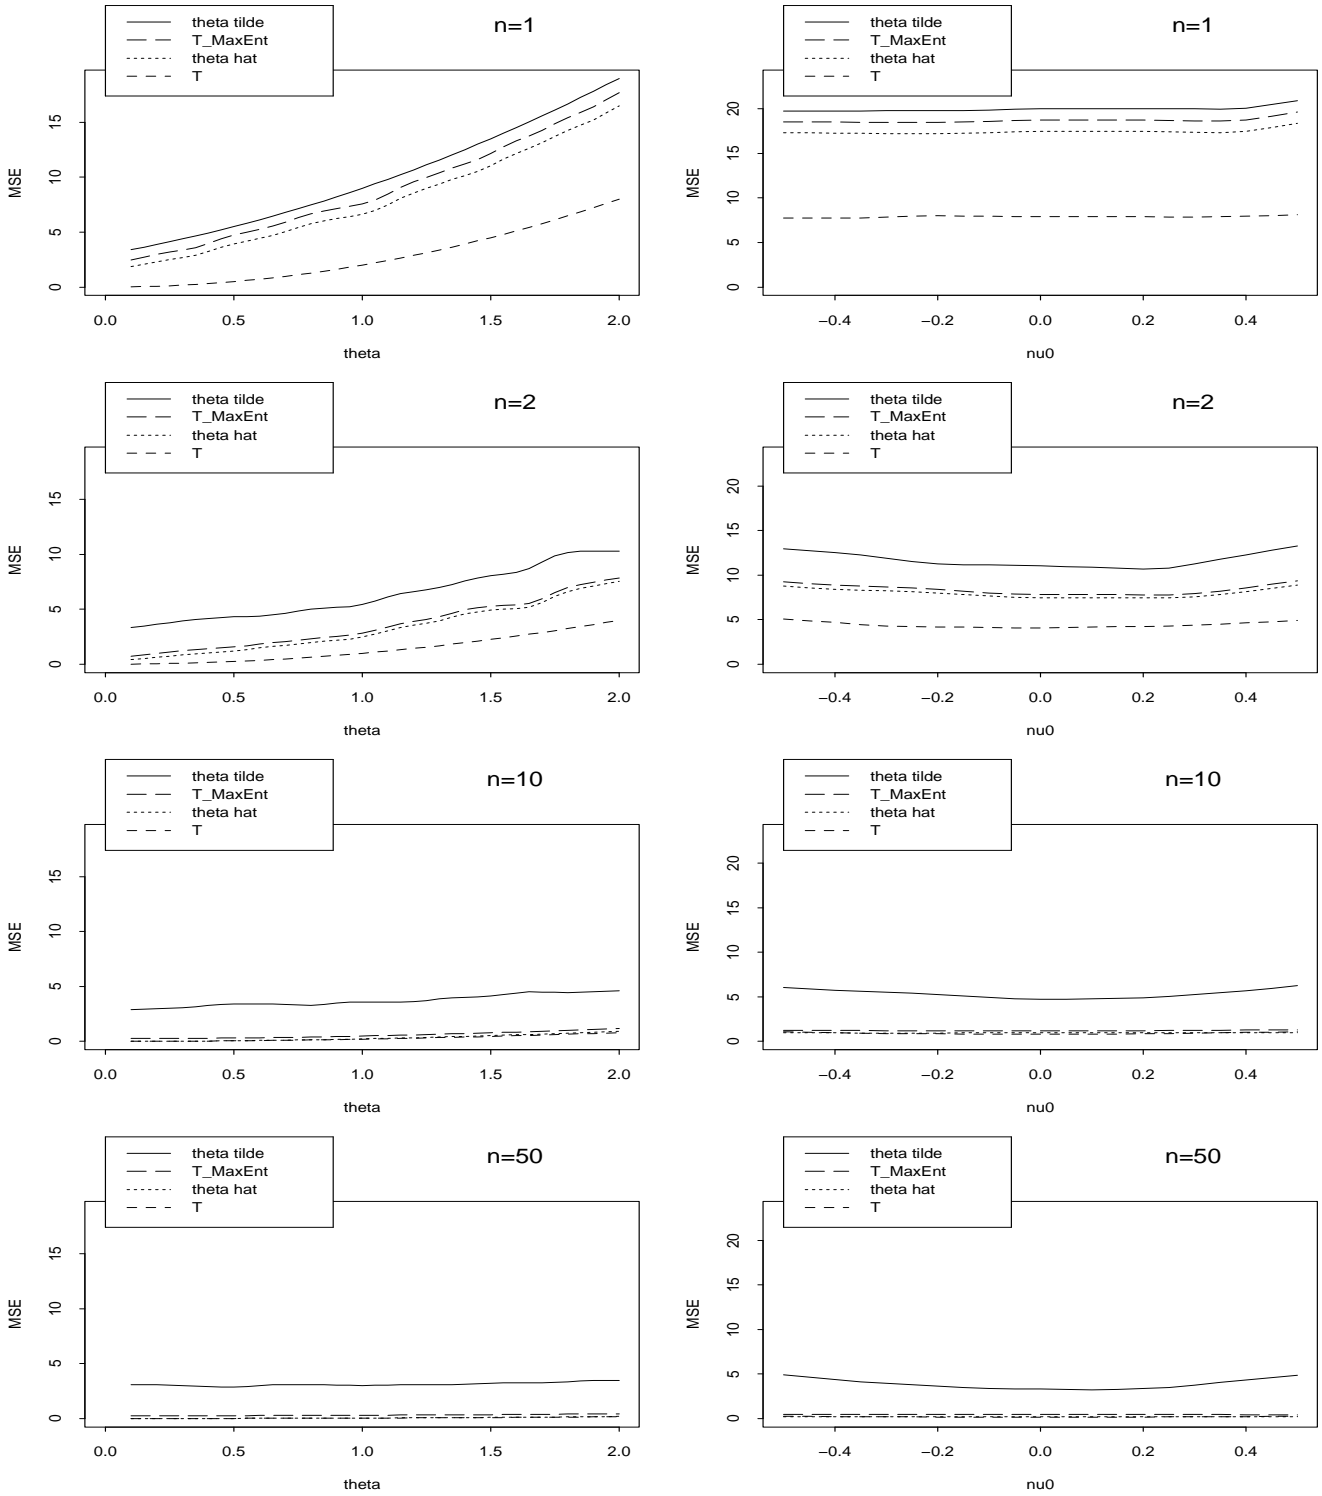 theta tilde
T_MaxEnt
theta hat
T
n=1
MSE
0 5 10 15
0.0 0.5 1.0 1.5 2.0
theta
theta tilde
T_MaxEnt
theta hat
T
n=1
MSE
0 5 10 15 20
−0.4 −0.2 0.0 0.2 0.4
nu0
theta tilde
T_MaxEnt
theta hat
T
n=2
MSE
0 5 10 15
0.0 0.5 1.0 1.5 2.0
theta
theta tilde
T_MaxEnt
theta hat
T
n=2
MSE
0 5 10 15 20
−0.4 −0.2 0.0 0.2 0.4
nu0
theta tilde
T_MaxEnt
theta hat
T
n=10
MSE
0 5 10 15
0.0 0.5 1.0 1.5 2.0
theta
theta tilde
T_MaxEnt
theta hat
T
n=10
MSE
0 5 10 15 20
−0.4 −0.2 0.0 0.2 0.4
nu0
theta tilde
T_MaxEnt
theta hat
T
n=50
MSE
0 5 10 15
0.0 0.5 1.0 1.5 2.0
theta
theta tilde
T_MaxEnt
theta hat
T
n=50
MSE
0 5 10 15 20
−0.4 −0.2 0.0 0.2 0.4
nu0